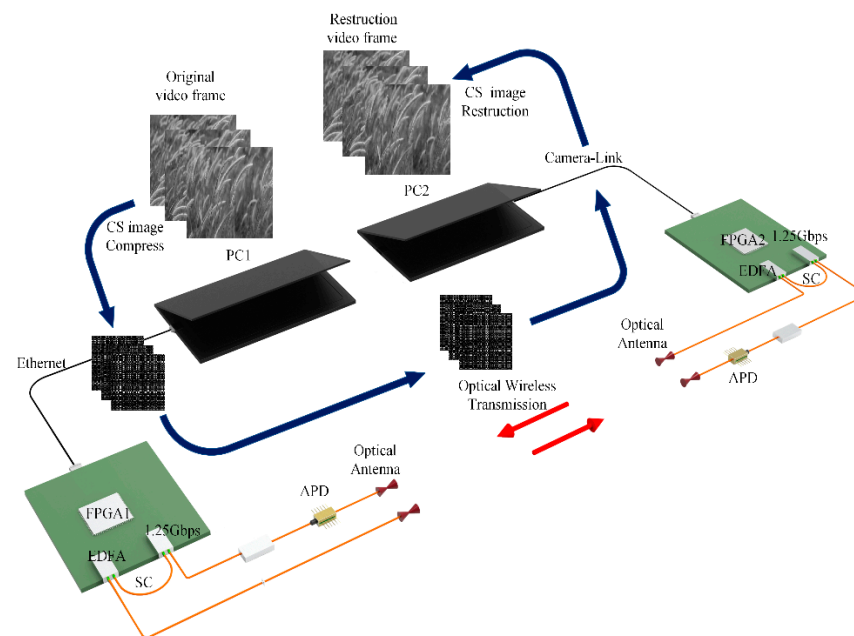 Restruction
video frame
Original
video frame
CS image
Restruction
Camera-Link
PC2
CS image
Compress
PC1
FPGA2
1.25Gbps
EDFA
SC
Optical
Antenna
APD
Ethernet
Optical Wireless
Transmission
Optical
Antenna
APD
FPGA1
1.25Gbps
EDFA
SC